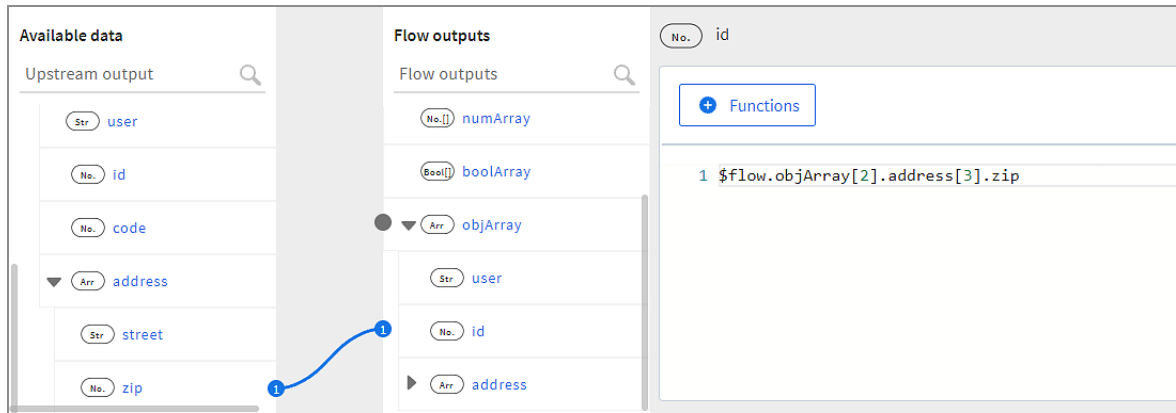 Available data
Upstream output
Str user
No. id
No. code
Arr address
Str street
No. zip
1
Flow outputs
Flow outputs
No.[] numArray
Bool[] boolArray
Arr objArray
Str user
1 No. id
Arr address
No. id
Functions
1 $flow.objArray[2].address[3].zip